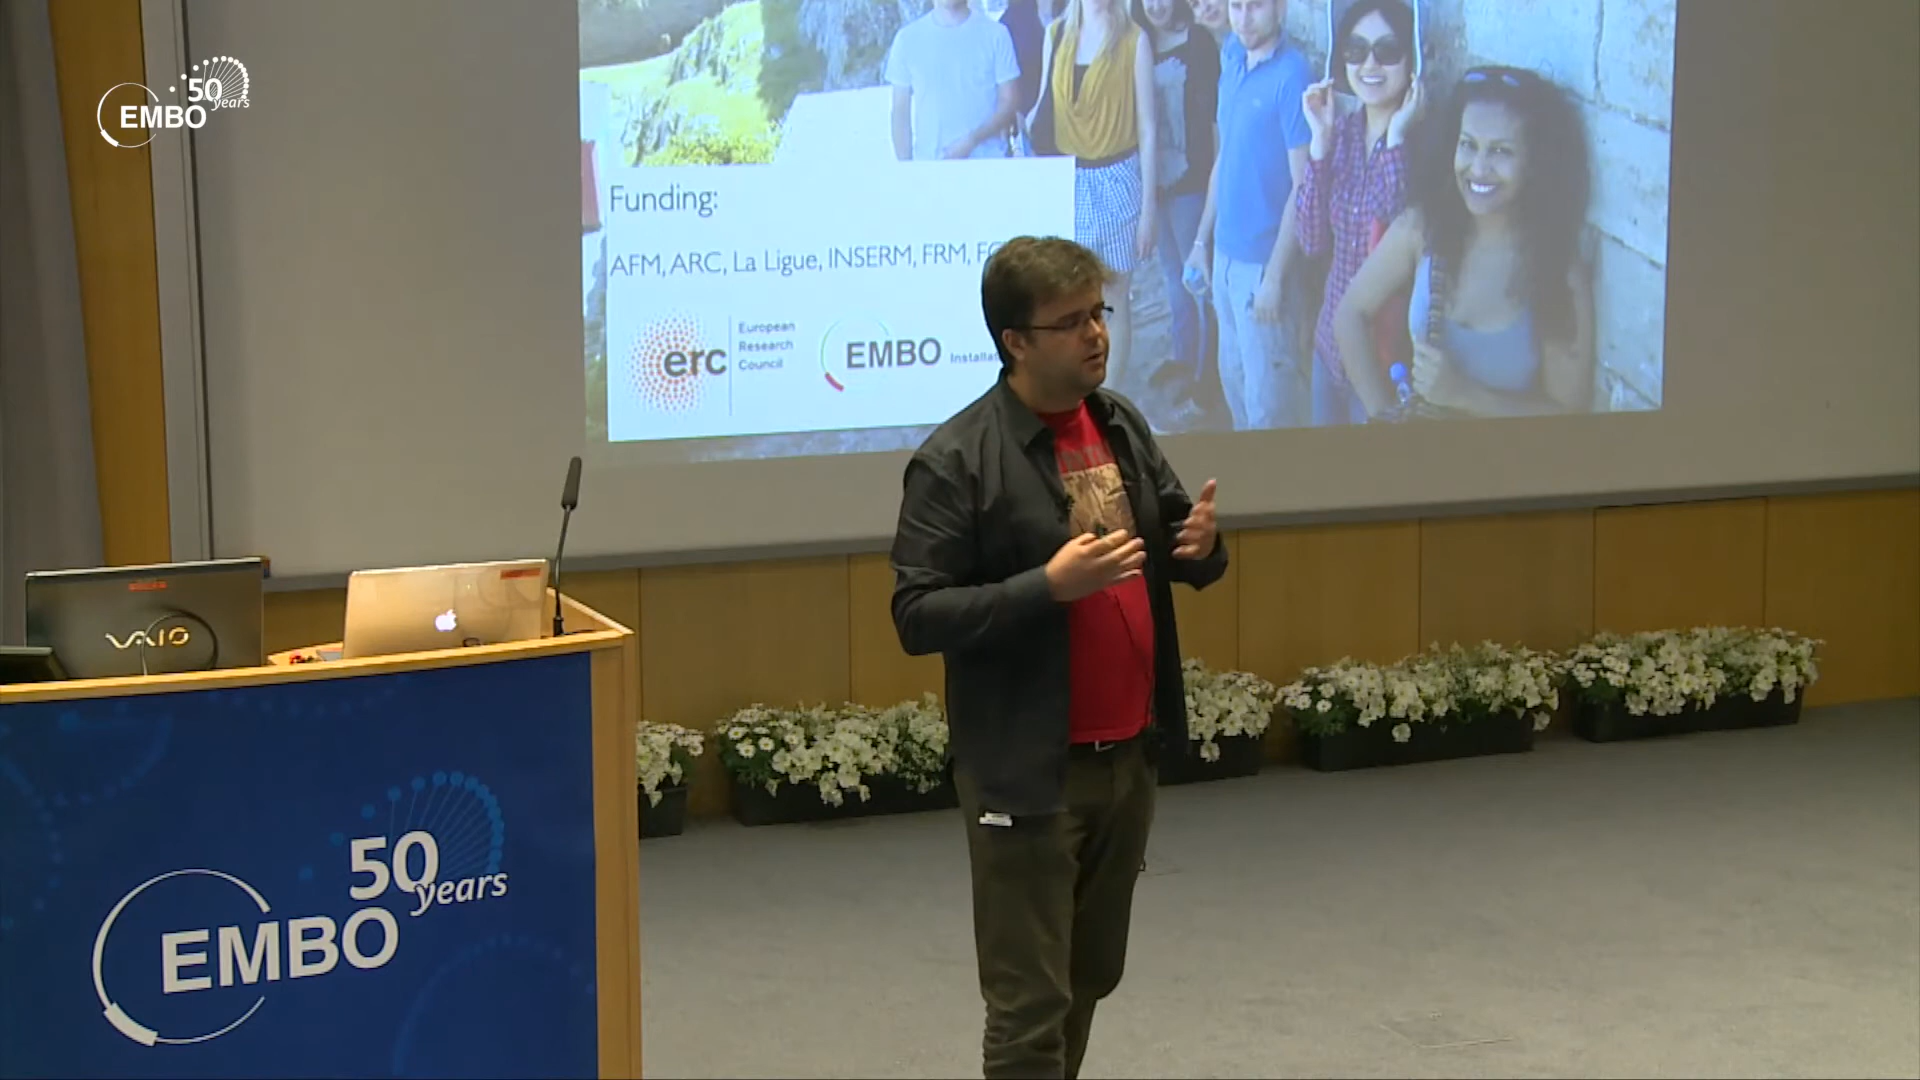 50
years
EMBO
Funding:
AFM, ARC, La Ligue, INSERM, FRM,
erc
European
Research
Council
EMBO
VAIO
50
years
EMBO